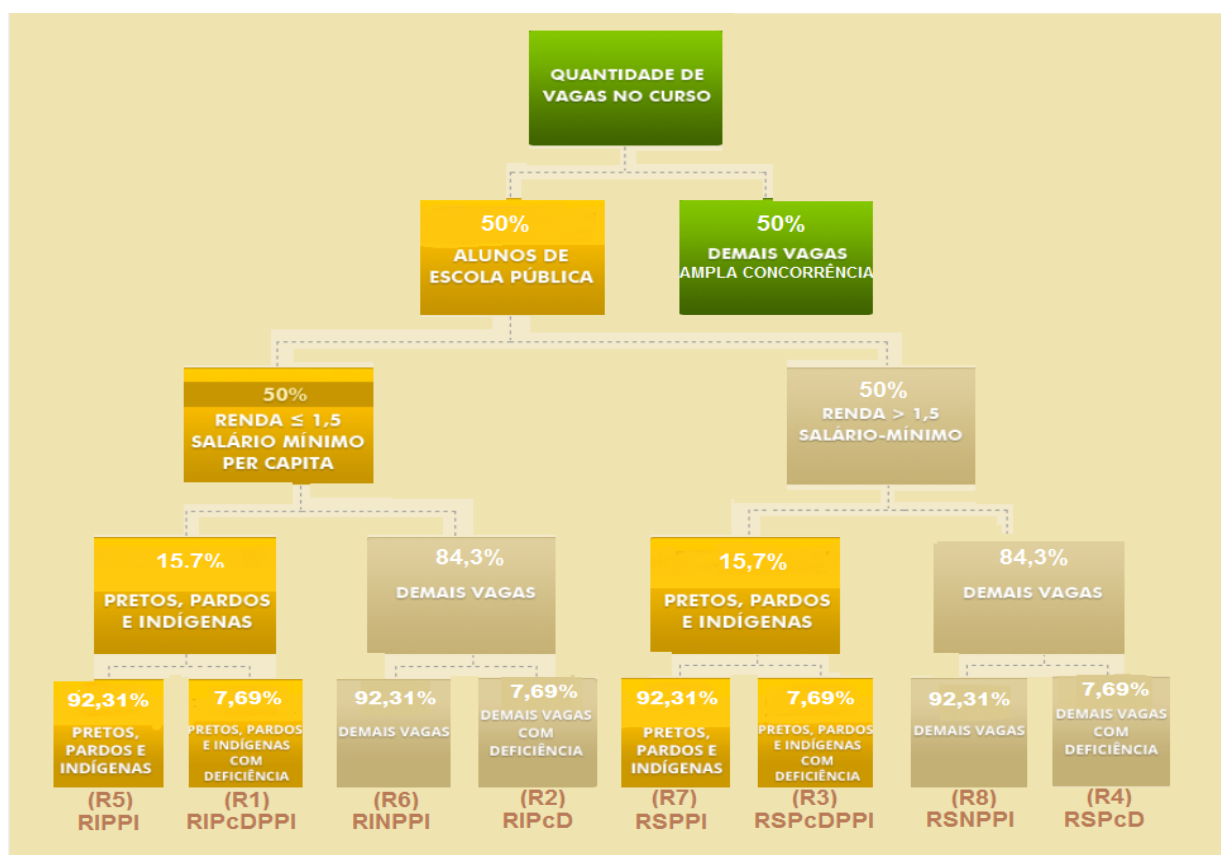 QUANTIDADE DE
VAGAS NO CURSO
50%
ALUNOS DE
ESCOLA PÚBLICA
50%
DEMAIS VAGAS
AMPLA CONCORRÊNCIA
50%
RENDA ≤ 1,5
SALÁRIO MÍNIMO
PER CAPITA
50%
RENDA > 1,5
SALÁRIO-MÍNIMO
15.7%
PRETOS, PARDOS
E INDÍGENAS
84,3%
DEMAIS VAGAS
15,7%
PRETOS, PARDOS
E INDÍGENAS
84,3%
DEMAIS VAGAS
92,31%
PRETOS,
PARDOS E
INDÍGENAS
(R5)
RIPPI
7,69%
PRETOS, PARDOS
E INDÍGENAS
COM
DEFICIÊNCIA
(R1)
RIPcDPPI
92,31%
DEMAIS VAGAS
(R6)
RINPPI
7,69%
DEMAIS VAGAS
COM
DEFICIÊNCIA
(R2)
RIPcD
92,31%
PRETOS,
PARDOS E
INDÍGENAS
(R7)
RSPPI
7,69%
PRETOS, PARDOS
E INDÍGENAS
COM
DEFICIÊNCIA
(R3)
RSPcDPPI
92,31%
DEMAIS VAGAS
(R8)
RSNPPI
7,69%
DEMAIS VAGAS
COM
DEFICIÊNCIA
(R4)
RSPcD